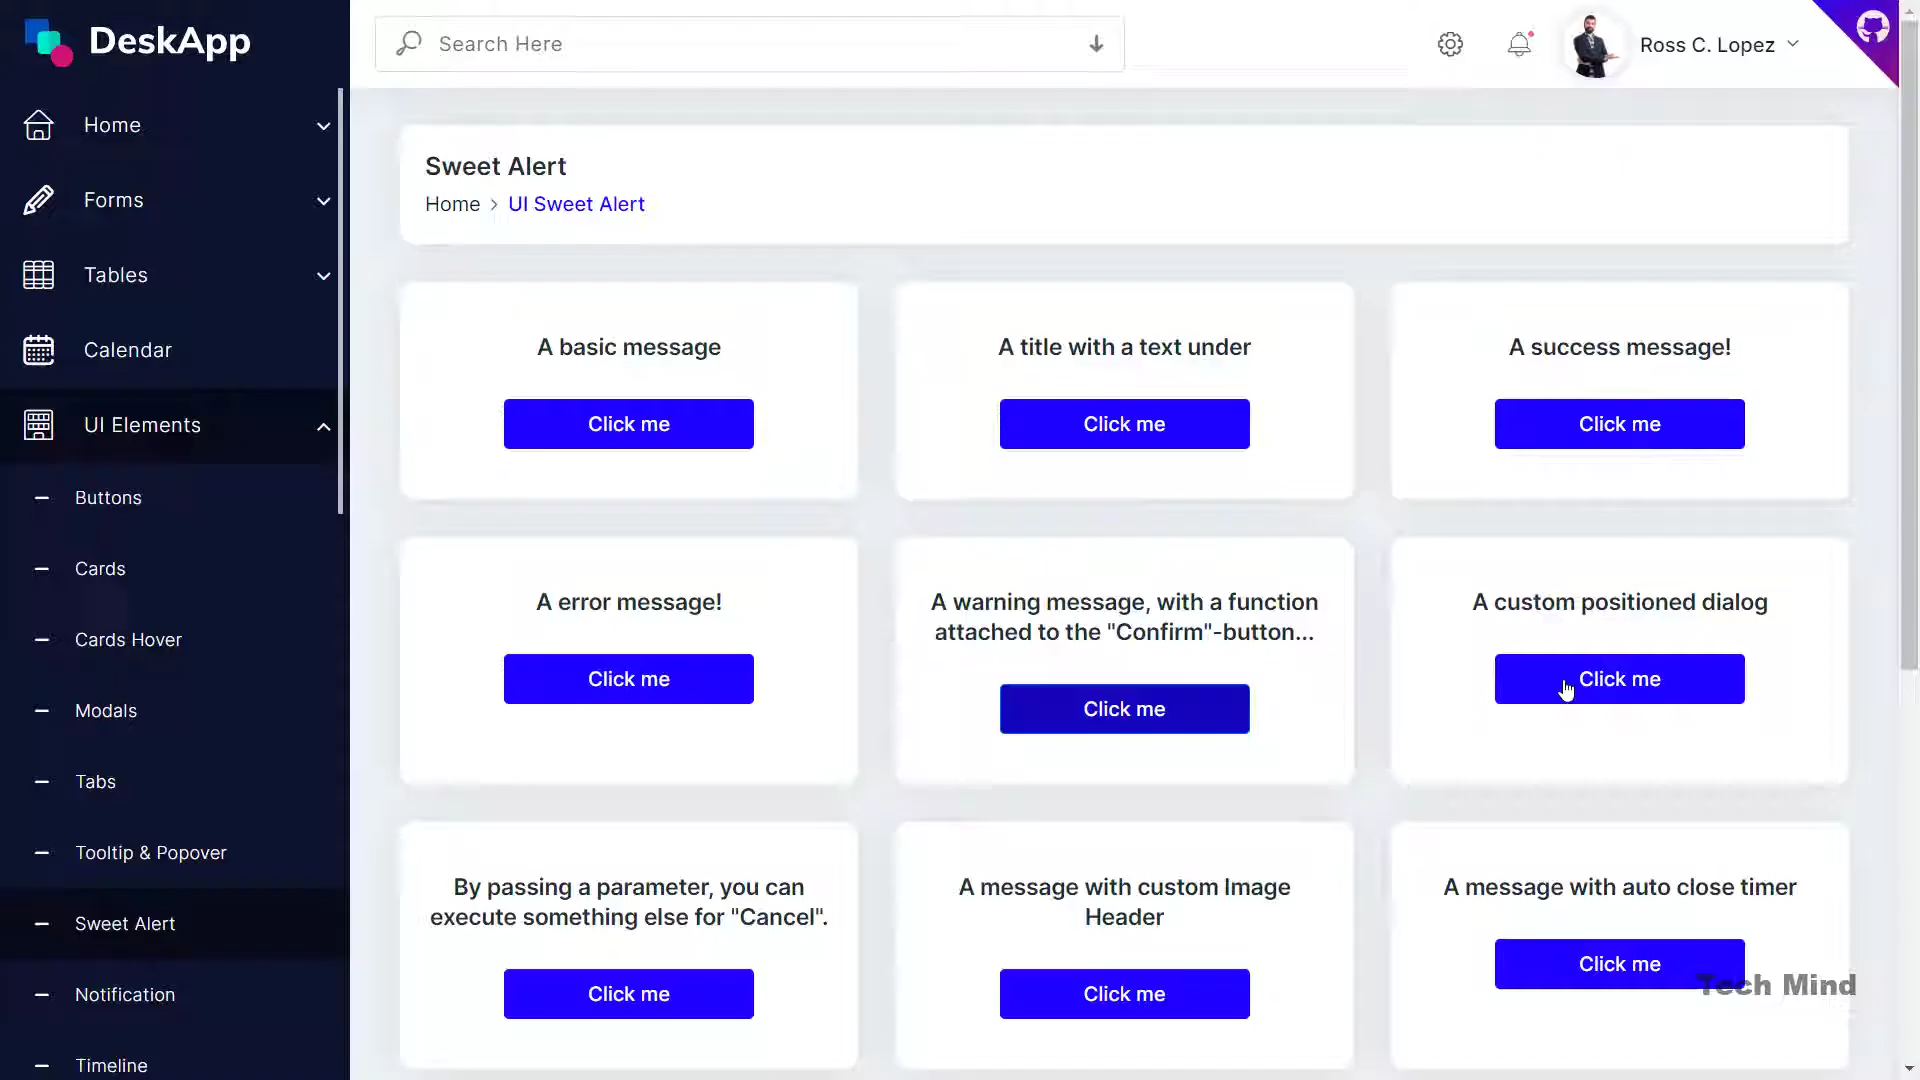 DeskApp
Search Here
Ross C. Lopez
Home
Forms
Tables
Calendar
UI Elements
Buttons
Cards
Cards Hover
Modals
Tabs
Tooltip & Popover
Sweet Alert
Notification
Timeline
Sweet Alert
Home > UI Sweet Alert
A basic message
Click me
A title with a text under
Click me
A success message!
Click me
A error message!
Click me
A warning message, with a function
attached to the "Confirm"-button...
Click me
A custom positioned dialog
Click me
By passing a parameter, you can
execute something else for "Cancel".
Click me
A message with custom Image
Header
Click me
A message with auto close timer
Click me
Tech Mind